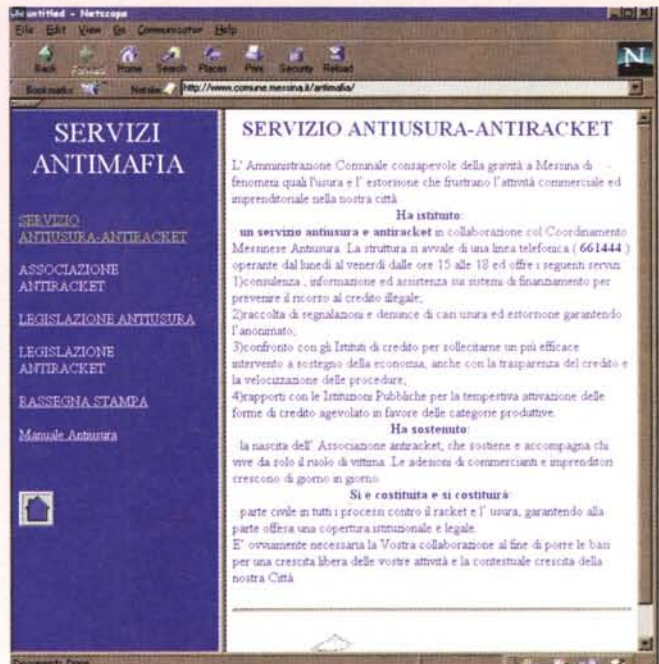 untitled - Netscape
File Edit View Go Communicator Help
Back Forward Home Search Places Print Security Reload
N
Bookmarks Netsite: http://www.comune.messina.it/antimafia/
SERVIZI
ANTIMAFIA
SERVIZIO
ANTIUSURA-ANTIRACKET
ASSOCIAZIONE
ANTIRACKET
LEGISLAZIONE ANTIUSURA
LEGISLAZIONE
ANTIRACKET
RASSEGNA STAMPA
Manuale Antiusura
SERVIZIO ANTIUSURA-ANTIRACKET
L' Amministrazione Comunale consapevole della gravità a Messina di
fenomeni quali l'usura e l' estorsione che frustrano l'attività commerciale ed
imprenditoriale nella nostra città
Ha istituito:
un servizio antiusura e antiracket in collaborazione col Coordinamento
Messinese Antiusura. La struttura si avvale di una linea telefonica ( 661444 )
operante dal lunedì al venerdì dalle ore 15 alle 18 ed offre i seguenti servizi
1)consulenza , informazione ed assistenza sui sistemi di finanziamento per
prevenire il ricorso al credito illegale;
2)raccolta di segnalazioni e denunce di casi usura ed estorsione garantendo
l'anonimato;
3)confronto con gli Istituti di credito per sollecitarne un più efficace
intervento a sostegno della economia, anche con la trasparenza del credito e
la velocizzazione delle procedure;
4)rapporti con le Istituzioni Pubbliche per la tempestiva attivazione delle
forme di credito agevolato in favore delle categorie produttive.
Ha sostenuto:
la nascita dell' Associazione antiracket, che sostiene e accompagna chi
vive da solo il ruolo di vittima. Le adesioni di commercianti e imprenditori
crescono di giorno in giorno.
Si è costituita e si costituirà
parte civile in tutti i processi contro il racket e l' usura, garantendo alla
parte offesa una copertura istituzionale e legale.
E' ovviamente necessaria la Vostra collaborazione al fine di porre le basi
per una crescita libera delle vostre attività e la contestuale crescita della
nostra Città
Document: Done